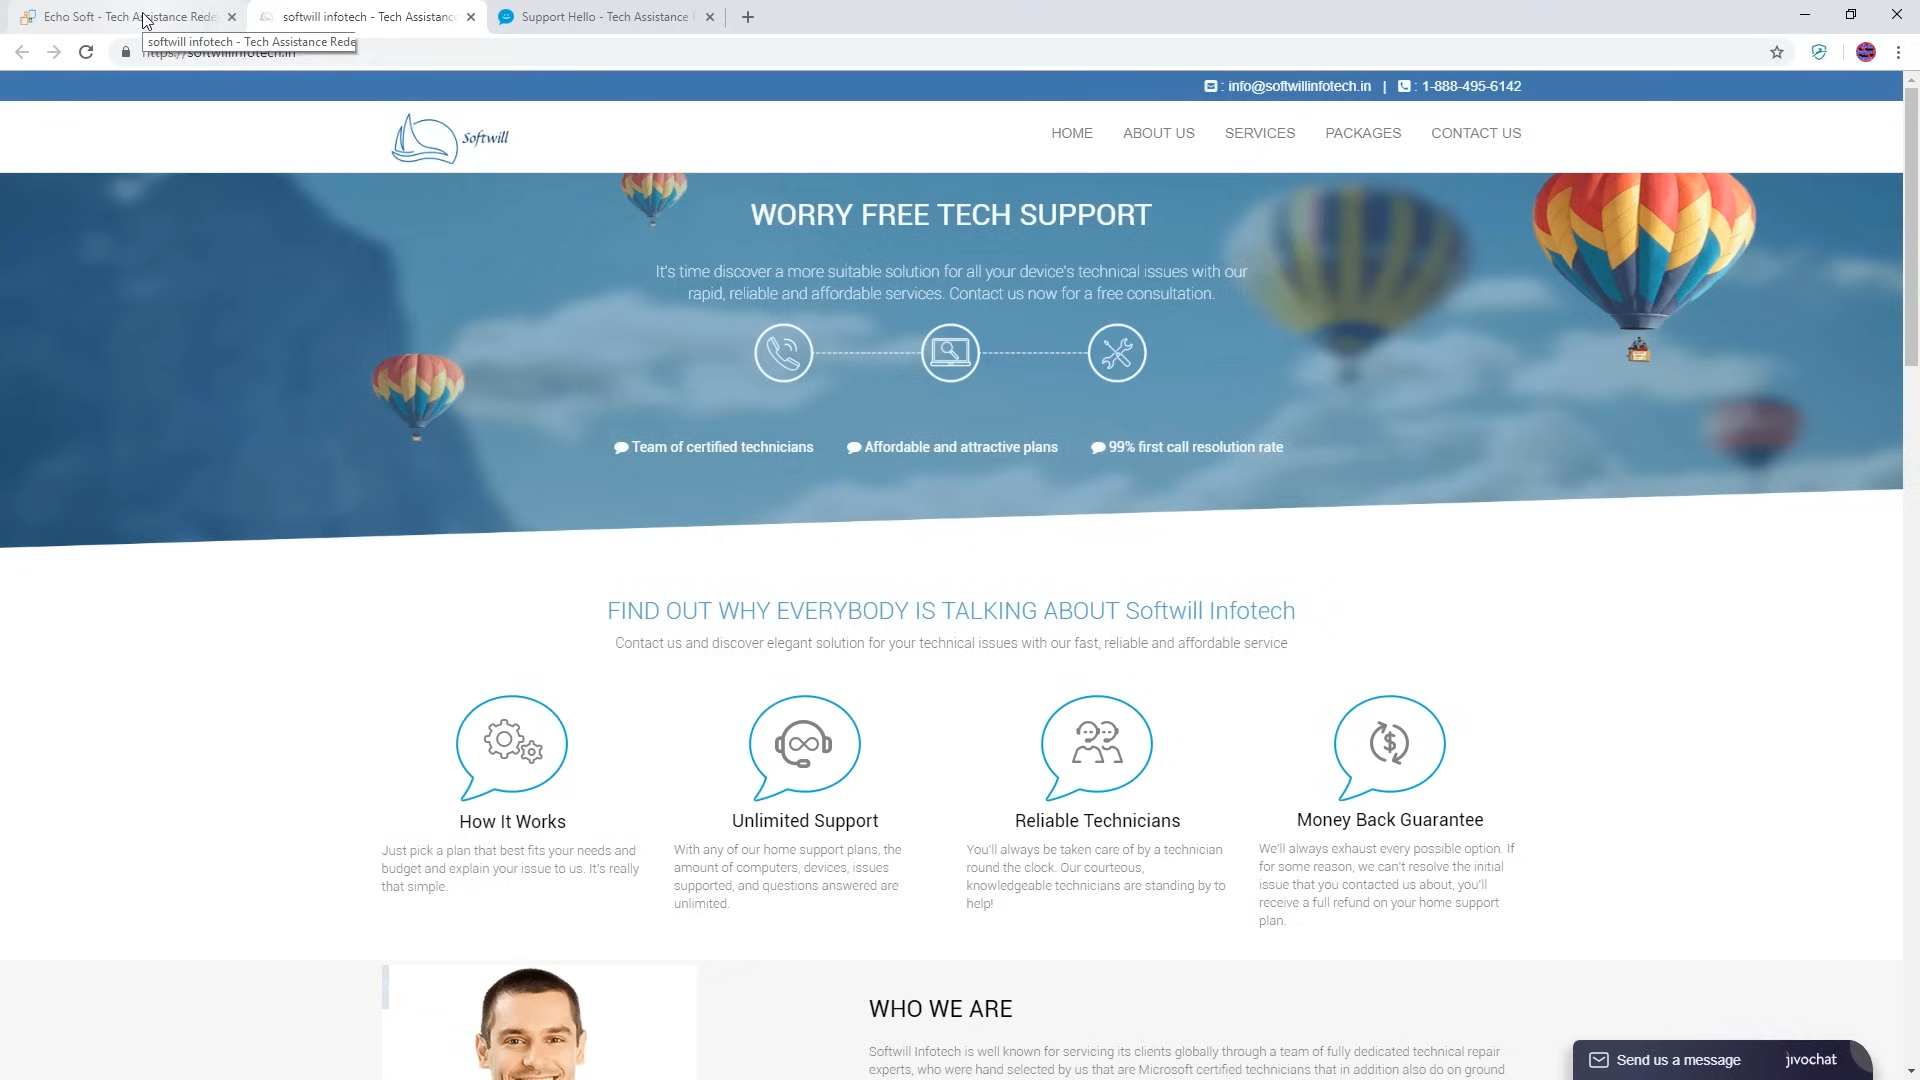 Echo Soft - Tech Assistance Rede
softwill infotech - Tech Assistance
Support Hello - Tech Assistance
softwill infotech - Tech Assistance Rede
https://softwillinfotech.in
: info@softwillinfotech.in | : 1-888-495-6142
Softwill
HOME
ABOUT US
SERVICES
PACKAGES
CONTACT US
WORRY FREE TECH SUPPORT
It's time discover a more suitable solution for all your device's technical issues with our
rapid, reliable and affordable services. Contact us now for a free consultation.
Team of certified technicians
Affordable and attractive plans
99% first call resolution rate
FIND OUT WHY EVERYBODY IS TALKING ABOUT Softwill Infotech
Contact us and discover elegant solution for your technical issues with our fast, reliable and affordable service
How It Works
Just pick a plan that best fits your needs and
budget and explain your issue to us. It's really
that simple.
Unlimited Support
With any of our home support plans, the
amount of computers, devices, issues
supported, and questions answered are
unlimited.
Reliable Technicians
You'll always be taken care of by a technician
round the clock. Our courteous,
knowledgeable technicians are standing by to
help!
Money Back Guarantee
We'll always exhaust every possible option. If
for some reason, we can't resolve the initial
issue that you contacted us about, you'll
receive a full refund on your home support
plan.
WHO WE ARE
Softwill Infotech is well known for servicing its clients globally through a team of fully dedicated technical repair
experts, who were hand selected by us that are Microsoft certified technicians that in addition also do on ground
Send us a message
jivochat